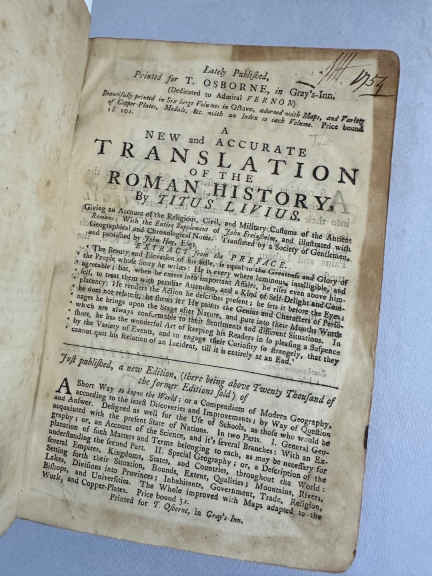 Lately Published,
Printed for T. OSBORNE, in Gray's-Inn.
(Dedicated to Admiral VERNON)
Beautifully printed in Six large Volumes in Octavo, adorned with Maps, and Variety
of Copper-Plates, Medals, &c. with an Index to each Volume. Price bound
1754
A
NEW and ACCURATE
TRANSLATION
OF THE
ROMAN HISTORY.
By TITUS LIVIUS.
Giving an Account of the Religious, Civil, and Military Customs of the Antient
Romans; With the Entire Supplement of John Freinsheim, and illustrated with
Geographical and Chronological Notes. Translated by a Society of Gentlemen,
and published by John Hay, Esq;
EXTRACT from the PREFACE.
The Beauty and Elevation of his Stile, is equal to the Greatness and Glory of
the People whose Story he writes: He is every where luminous, intelligible, and
agreeable; but, when he enters into important Affairs, he rises even above him-
self, to treat them with peculiar Attention, and a Kind of Self-Delight and Com-
placency: He renders the Action he describes present; he sets it before the Eyes;
he does not relate it, he shews it: He paints the Genius and Characters of Perso-
nages he brings upon the Stage after Nature, and puts into their Mouths Words
which are always conformable to their Sentiments and different Situations. In
short, he has the wonderful Art of keeping his Readers in so pleasing a Suspence
by the Variety of Events, and to engage their Curiosity so strongly, that they
cannot quit his Relation of an Incident, till it is entirely at an End.
Just published, a new Edition, (there being above Twenty Thousand of
the former Editions sold) of
A Short Way to know the World: or a Compendium of Modern Geography,
according to the latest Discoveries and Improvements; by Way of Question
and Answer. Designed as well for the Use of Schools, as those who would be
acquainted with the present State of Nations. In two Parts. I. General Geo-
graphy; or, an Account of the Science, and it's several Branches: With an Ex-
planation of such Matters and Terms belonging to each, as may be necessary for
understanding the second Part. II. Special Geography; or, a Description of the
several Empires, Kingdoms, States, and Countries, throughout the World:
Setting forth their Situation, Bounds, Extent, Qualities; Mountains, Rivers,
Lakes, Divisions into Provinces; Inhabitants, Government, Trade, Religion,
Bishops, and Universities. The Whole improved with Maps adapted to the
Work, and Copper-Plates. Price bound 3s.
Printed for T. Osborne, in Gray's Inn.